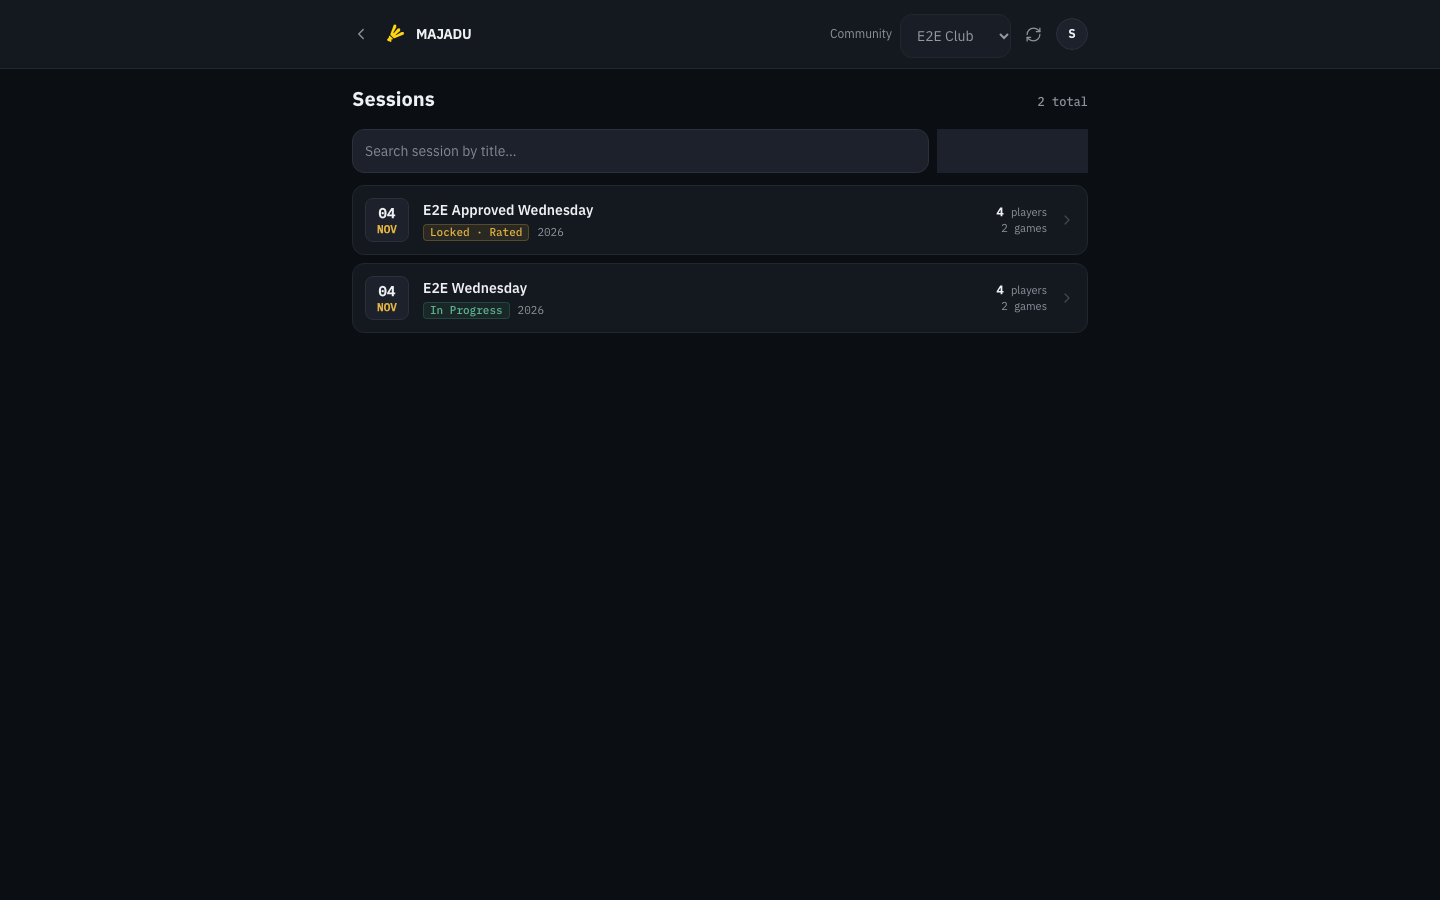 MAJADU
Community
E2E Club
S
Sessions
2 total
Search session by title...
04
NOV
E2E Approved Wednesday
Locked · Rated
2026
4 players
2 games
04
NOV
E2E Wednesday
In Progress
2026
4 players
2 games